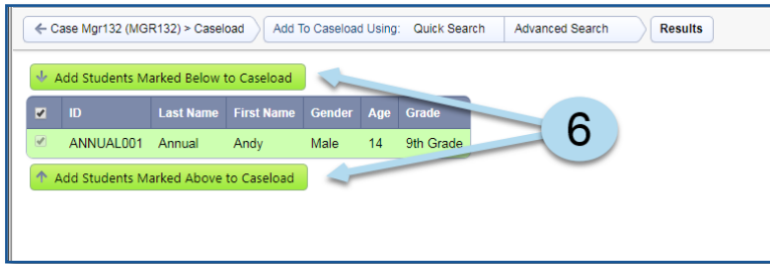 Case Mgr132 (MGR132) > Caseload Add To Caseload Using: Quick Search Advanced Search Results
Add Students Marked Below to Caseload
ID Last Name First Name Gender Age Grade
ANNUAL001 Annual Andy Male 14 9th Grade
6
Add Students Marked Above to Caseload